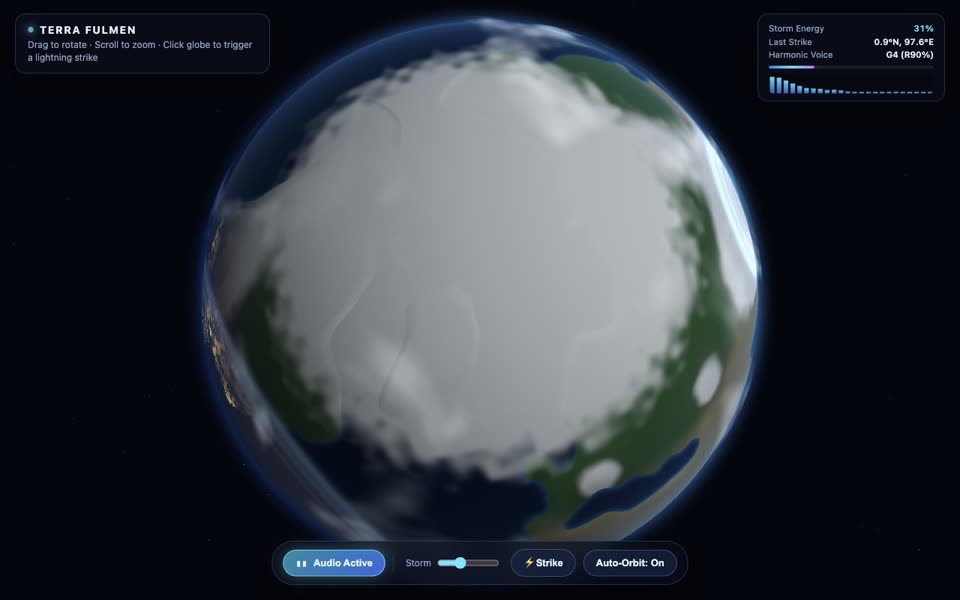 TERRA FULMEN
Drag to rotate · Scroll to zoom · Click globe to trigger
a lightning strike
Storm Energy 31%
Last Strike 0.9°N, 97.6°E
Harmonic Voice G4 (R90%)
Audio Active Storm ⚡Strike Auto-Orbit: On